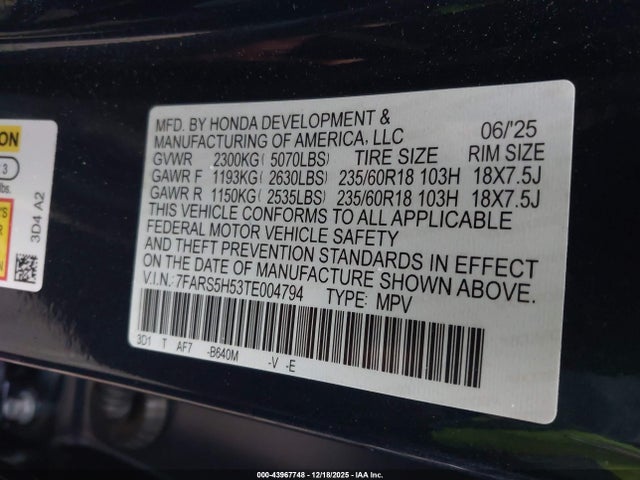 MFD. BY HONDA DEVELOPMENT &
MANUFACTURING OF AMERICA, LLC 06/'25
GVWR 2300KG( 5070LBS) TIRE SIZE RIM SIZE
GAWR F 1193KG( 2630LBS) 235/60R18 103H 18X7.5J
GAWR R 1150KG( 2535LBS) 235/60R18 103H 18X7.5J
THIS VEHICLE CONFORMS TO ALL APPLICABLE
FEDERAL MOTOR VEHICLE SAFETY
AND THEFT PREVENTION STANDARDS IN EFFECT
ON THE DATE OF MANUFACTURE SHOWN ABOVE.
V.I.N.: 7FARS5H53TE004794 TYPE: MPV
3D1 T AF7 -B640M -V -E
ON
3
lbs.
3D4 A2
000-43967748 - 12/18/2025 - IAA Inc.